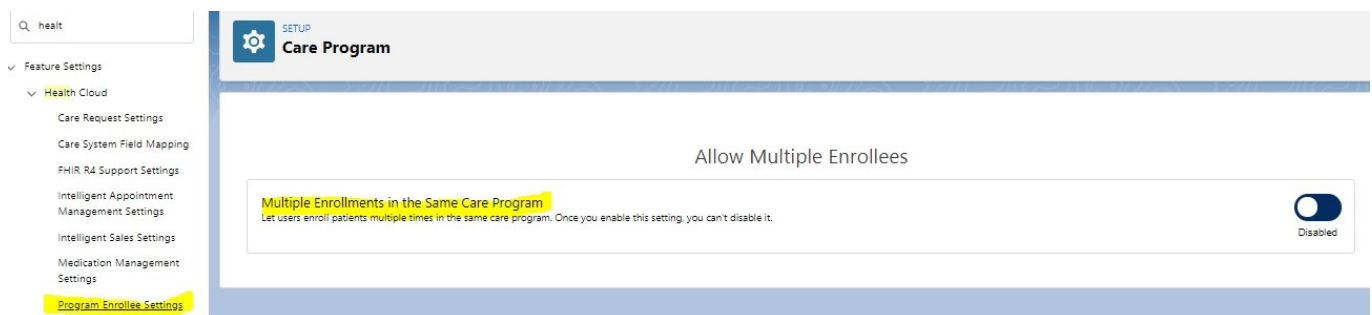 healt
Feature Settings
Health Cloud
Care Request Settings
Care System Field Mapping
FHIR R4 Support Settings
Intelligent Appointment
Management Settings
Intelligent Sales Settings
Medication Management
Settings
Program Enrollee Settings
SETUP
Care Program
Allow Multiple Enrollees
Multiple Enrollments in the Same Care Program
Let users enroll patients multiple times in the same care program. Once you enable this setting, you can't disable it.
Disabled